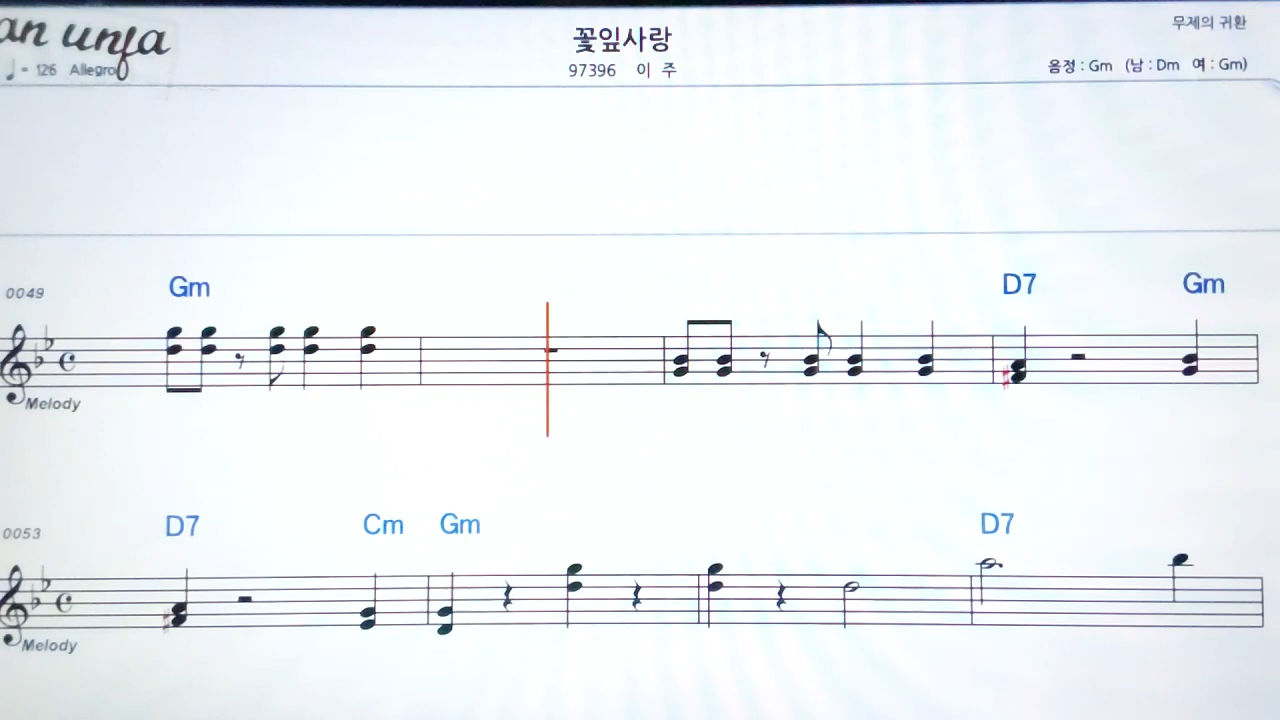 an unfa
꽃잎사랑
무제의 귀환
♩= 126 Allegro
97396 이 주
음정 : Gm (남 : Dm 여 : Gm)
0049
Gm
D7
Gm
Melody
0053
D7
Cm
Gm
D7
Melody